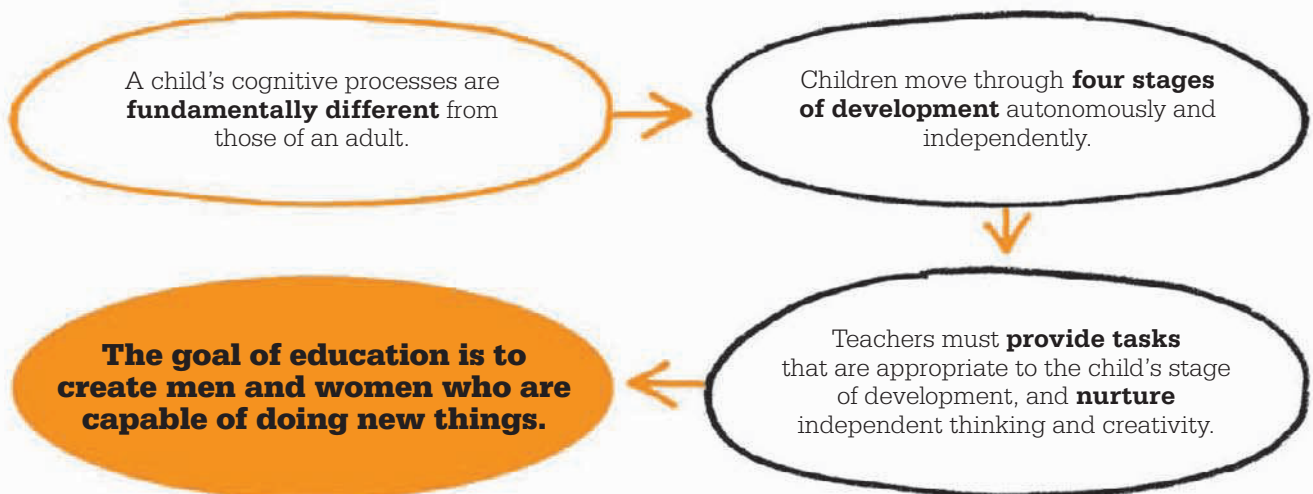 A child’s cognitive processes are
fundamentally different from
those of an adult.
Children move through four stages
of development autonomously and
independently.
Teachers must provide tasks
that are appropriate to the child’s stage
of development, and nurture
independent thinking and creativity.
The goal of education is to
create men and women who are
capable of doing new things.